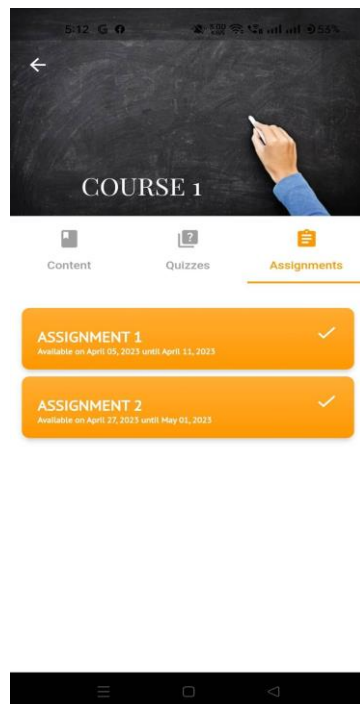 5:12 G
53%
COURSE 1
Content
Quizzes
Assignments
ASSIGNMENT 1
Available on April 05, 2023 until April 11, 2023
ASSIGNMENT 2
Available on April 27, 2023 until May 01, 2023